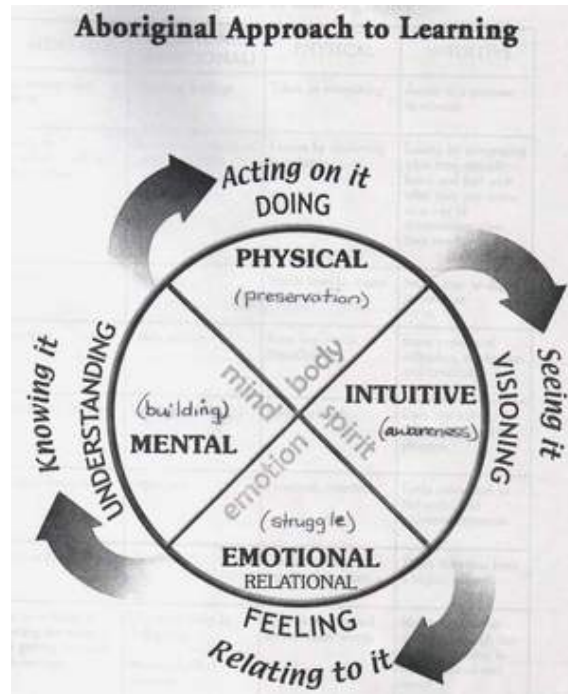 Aboriginal Approach to Learning
Acting on it
DOING
PHYSICAL
(preservation)
body
Seeing it
VISIONING
INTUITIVE
(awareness)
spirit
(struggle)
EMOTIONAL
RELATIONAL
emotion
FEELING
Relating to it
Knowing it
UNDERSTANDING
(building)
MENTAL
mind